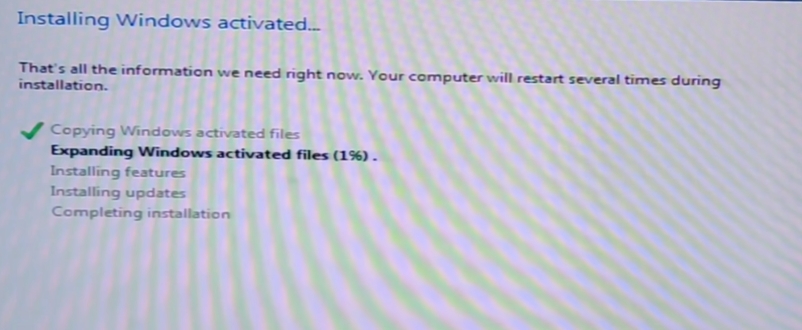 Installing Windows activated...
That's all the information we need right now. Your computer will restart several times during
installation.
Copying Windows activated files
Expanding Windows activated files (1%) .
Installing features
Installing updates
Completing installation